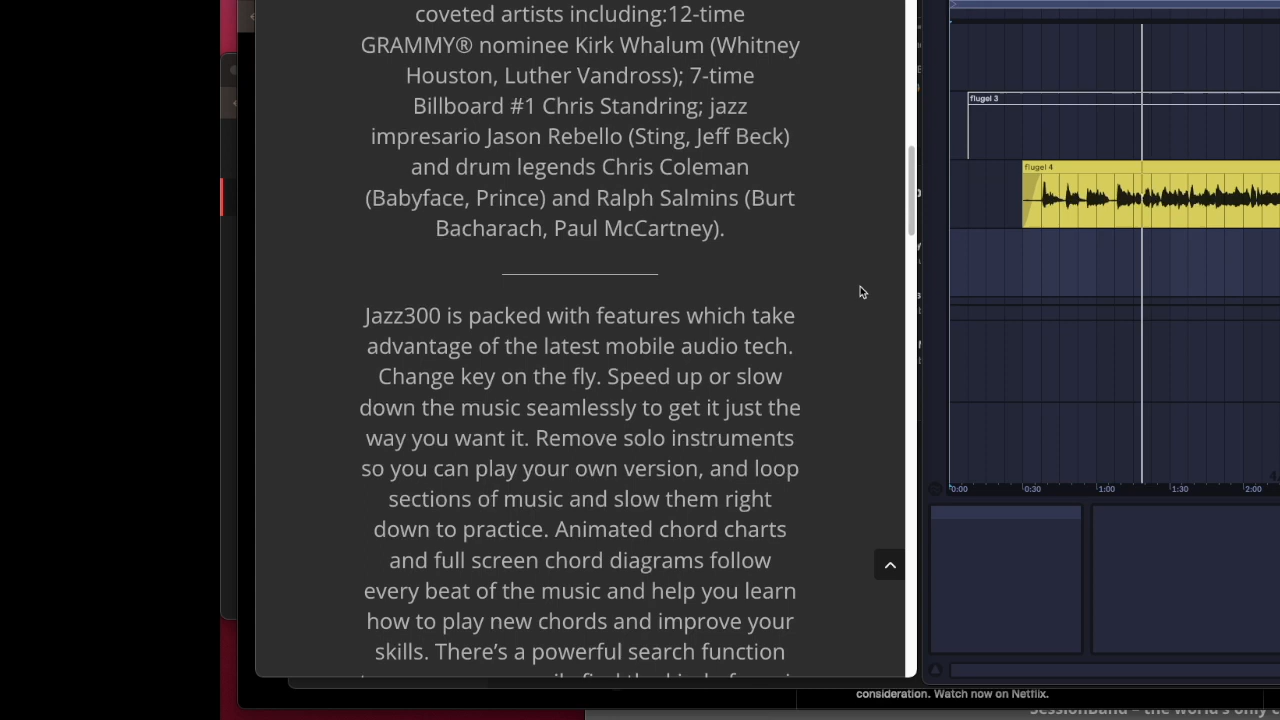 coveted artists including:12-time
GRAMMY® nominee Kirk Whalum (Whitney
Houston, Luther Vandross); 7-time
Billboard #1 Chris Standring; jazz
impresario Jason Rebello (Sting, Jeff Beck)
and drum legends Chris Coleman
(Babyface, Prince) and Ralph Salmins (Burt
Bacharach, Paul McCartney).
Jazz300 is packed with features which take
advantage of the latest mobile audio tech.
Change key on the fly. Speed up or slow
down the music seamlessly to get it just the
way you want it. Remove solo instruments
so you can play your own version, and loop
sections of music and slow them right
down to practice. Animated chord charts
and full screen chord diagrams follow
every beat of the music and help you learn
how to play new chords and improve your
skills. There’s a powerful search function
flugel 3
flugel 4
0:00 0:30 1:00 1:30 2:00
consideration. Watch now on Netflix.
SessionBand – the world's only c